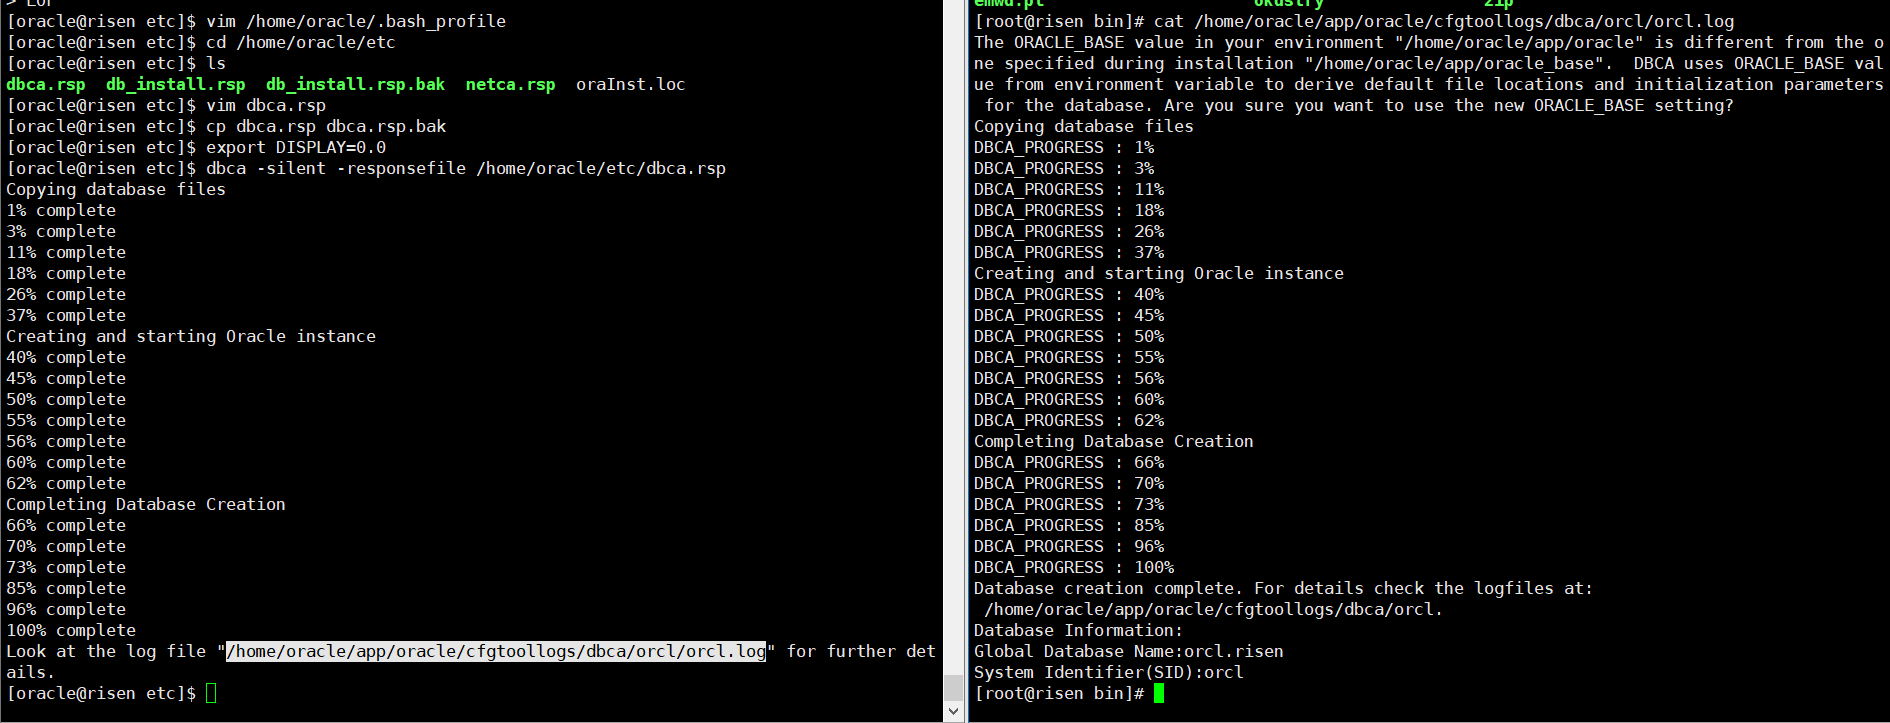 > EOF
[oracle@risen etc]$ vim /home/oracle/.bash_profile
[oracle@risen etc]$ cd /home/oracle/etc
[oracle@risen etc]$ ls
dbca.rsp  db_install.rsp  db_install.rsp.bak  netca.rsp  oraInst.loc
[oracle@risen etc]$ vim dbca.rsp
[oracle@risen etc]$ cp dbca.rsp dbca.rsp.bak
[oracle@risen etc]$ export DISPLAY=0.0
[oracle@risen etc]$ dbca -silent -responsefile /home/oracle/etc/dbca.rsp
Copying database files
1% complete
3% complete
11% complete
18% complete
26% complete
37% complete
Creating and starting Oracle instance
40% complete
45% complete
50% complete
55% complete
56% complete
60% complete
62% complete
Completing Database Creation
66% complete
70% complete
73% complete
85% complete
96% complete
100% complete
Look at the log file "/home/oracle/app/oracle/cfgtoollogs/dbca/orcl/orcl.log" for further det
ails.
[oracle@risen etc]$
emwd.pl  okdstry  zip
[root@risen bin]# cat /home/oracle/app/oracle/cfgtoollogs/dbca/orcl/orcl.log
The ORACLE_BASE value in your environment "/home/oracle/app/oracle" is different from the o
ne specified during installation "/home/oracle/app/oracle_base".  DBCA uses ORACLE_BASE val
ue from environment variable to derive default file locations and initialization parameters
 for the database. Are you sure you want to use the new ORACLE_BASE setting?
Copying database files
DBCA_PROGRESS : 1%
DBCA_PROGRESS : 3%
DBCA_PROGRESS : 11%
DBCA_PROGRESS : 18%
DBCA_PROGRESS : 26%
DBCA_PROGRESS : 37%
Creating and starting Oracle instance
DBCA_PROGRESS : 40%
DBCA_PROGRESS : 45%
DBCA_PROGRESS : 50%
DBCA_PROGRESS : 55%
DBCA_PROGRESS : 56%
DBCA_PROGRESS : 60%
DBCA_PROGRESS : 62%
Completing Database Creation
DBCA_PROGRESS : 66%
DBCA_PROGRESS : 70%
DBCA_PROGRESS : 73%
DBCA_PROGRESS : 85%
DBCA_PROGRESS : 96%
DBCA_PROGRESS : 100%
Database creation complete. For details check the logfiles at:
 /home/oracle/app/oracle/cfgtoollogs/dbca/orcl.
Database Information:
Global Database Name:orcl.risen
System Identifier(SID):orcl
[root@risen bin]#